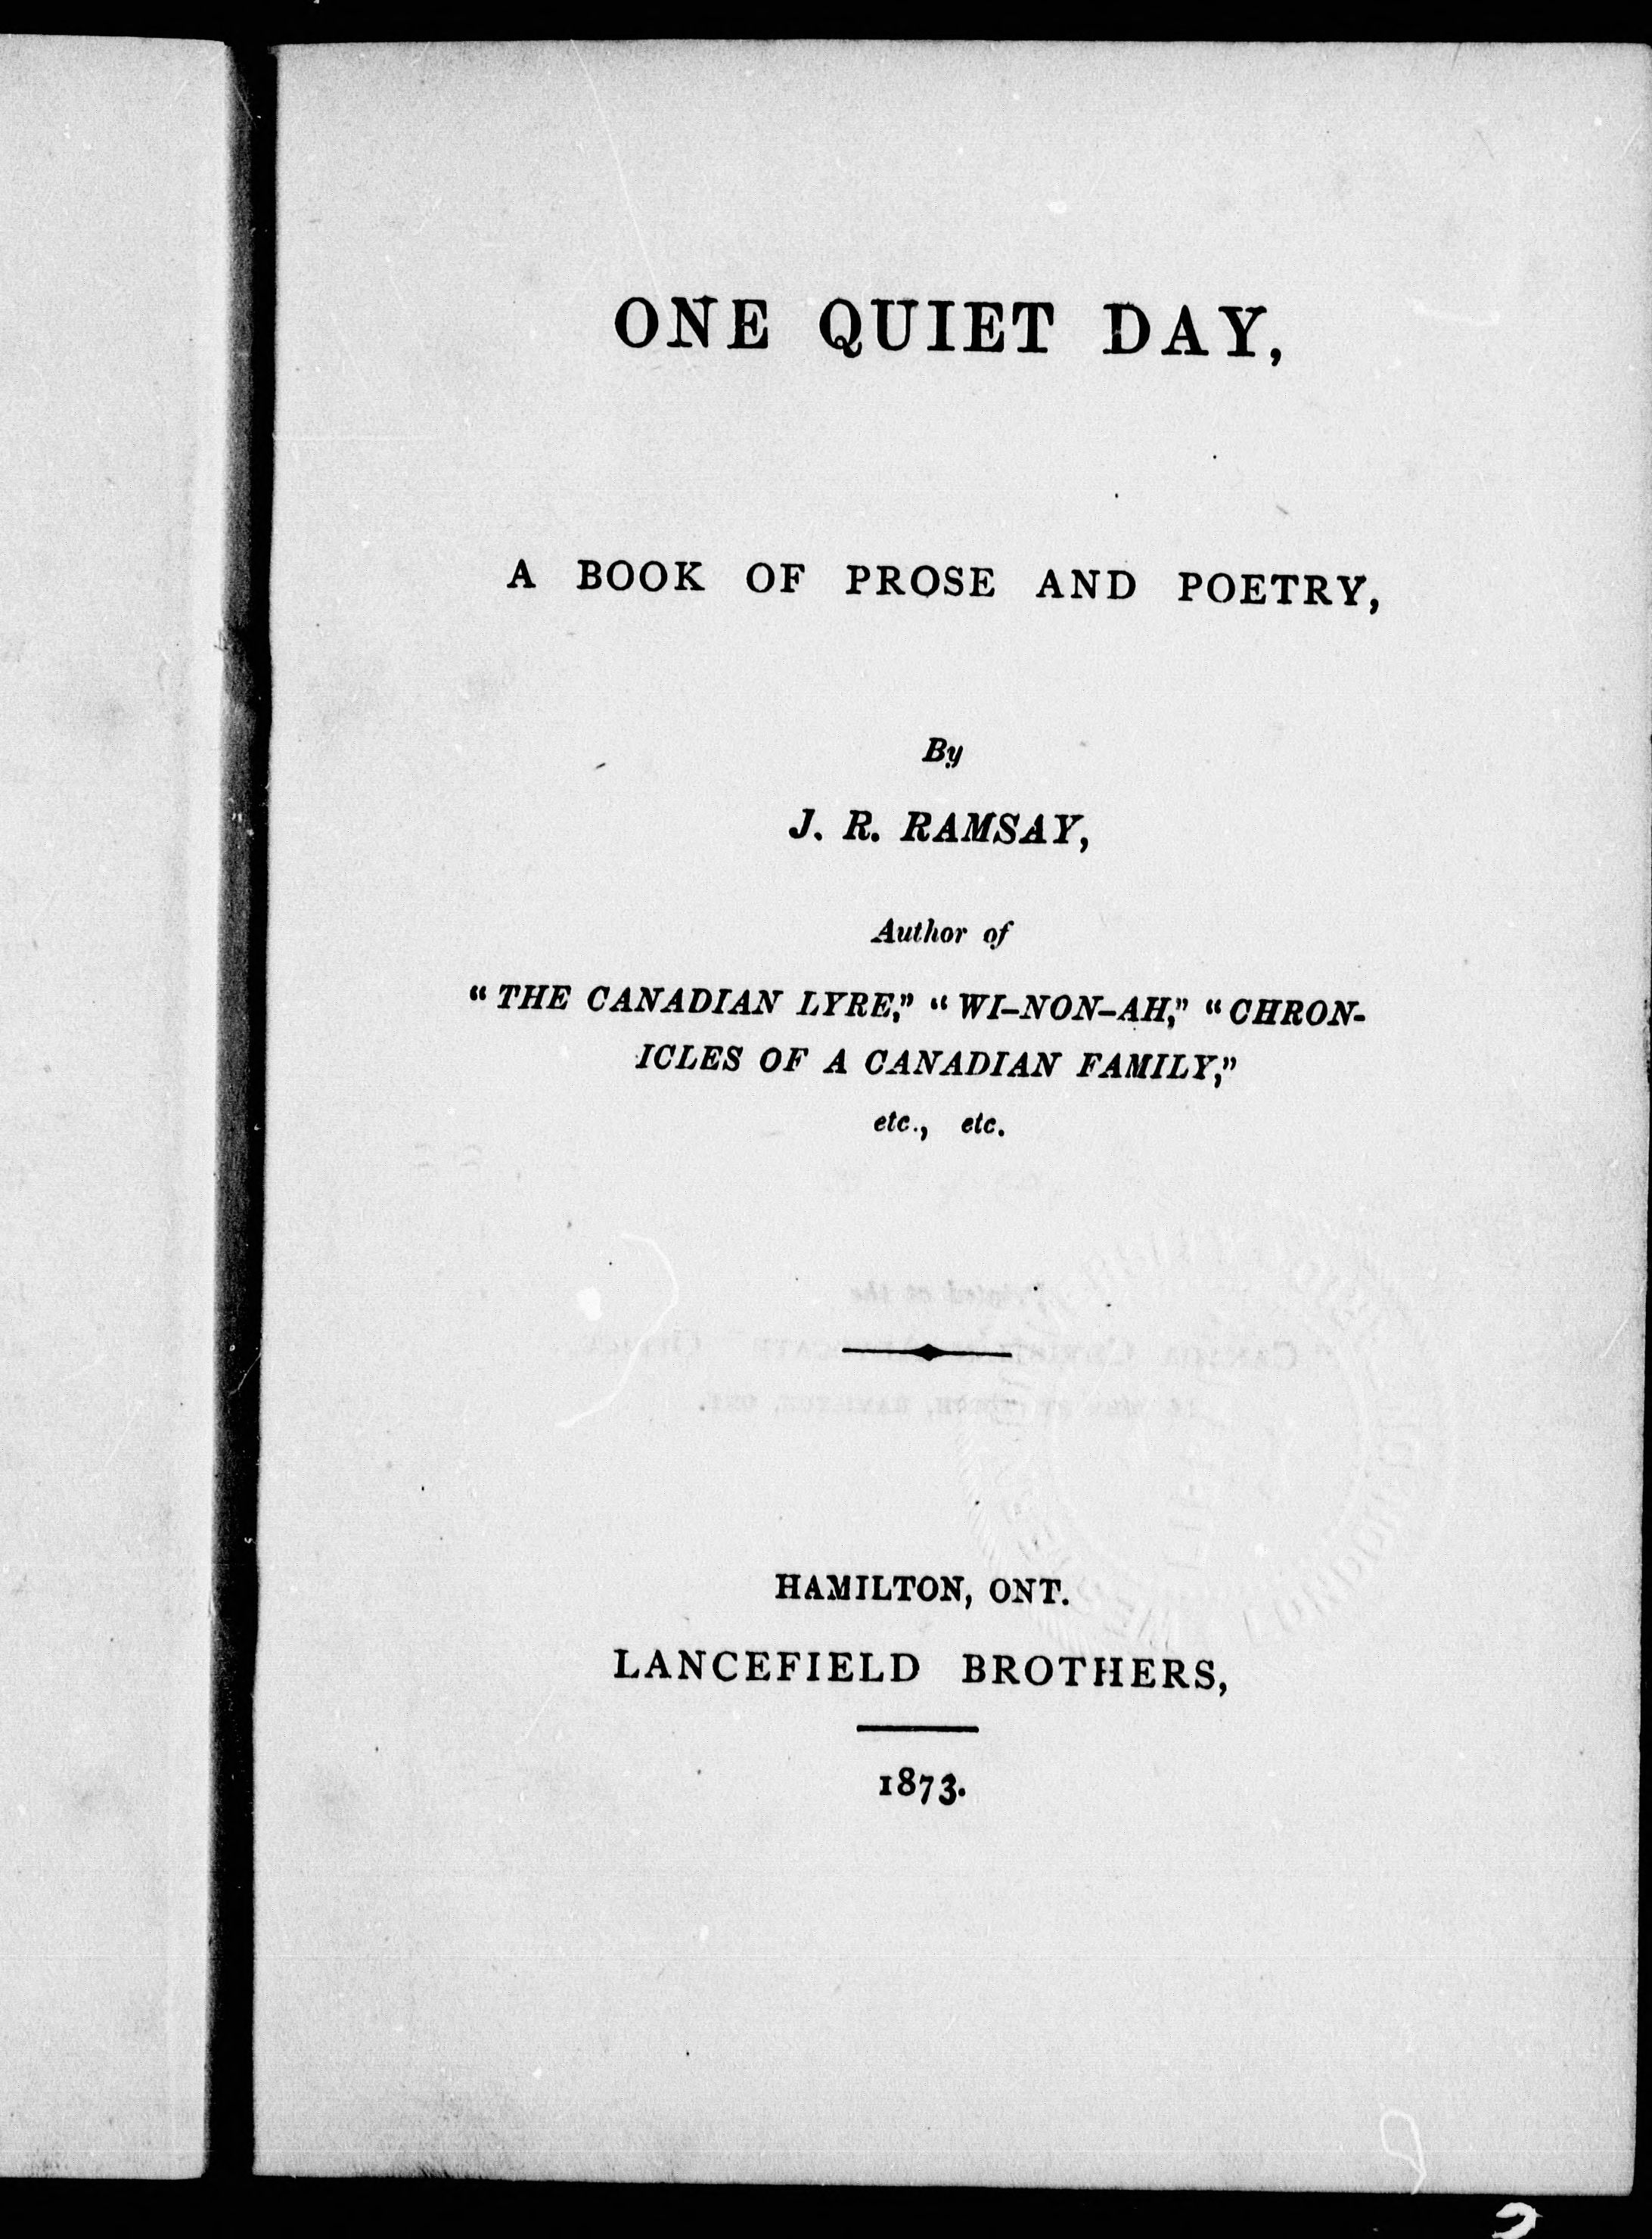 ONE QUIET DAY,
A BOOK OF PROSE AND POETRY,
By
J. R. RAMSAY,
Author of
“THE CANADIAN LYRE,” “WI-NON-AH,” “CHRON-
ICLES OF A CANADIAN FAMILY,”
etc., etc.
HAMILTON, ONT.
LANCEFIELD BROTHERS,
1873.